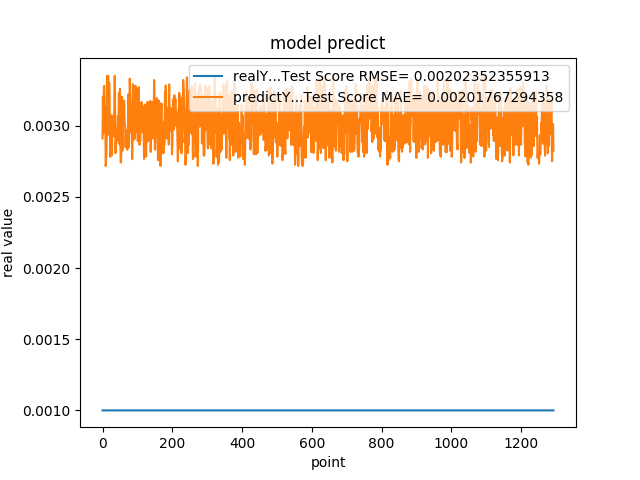 model predict
realY...Test Score RMSE= 0.00202352355913
predictY...Test Score MAE= 0.00201767294358
0.0030
0.0025
0.0020
0.0015
0.0010
real value
0 200 400 600 800 1000 1200
point